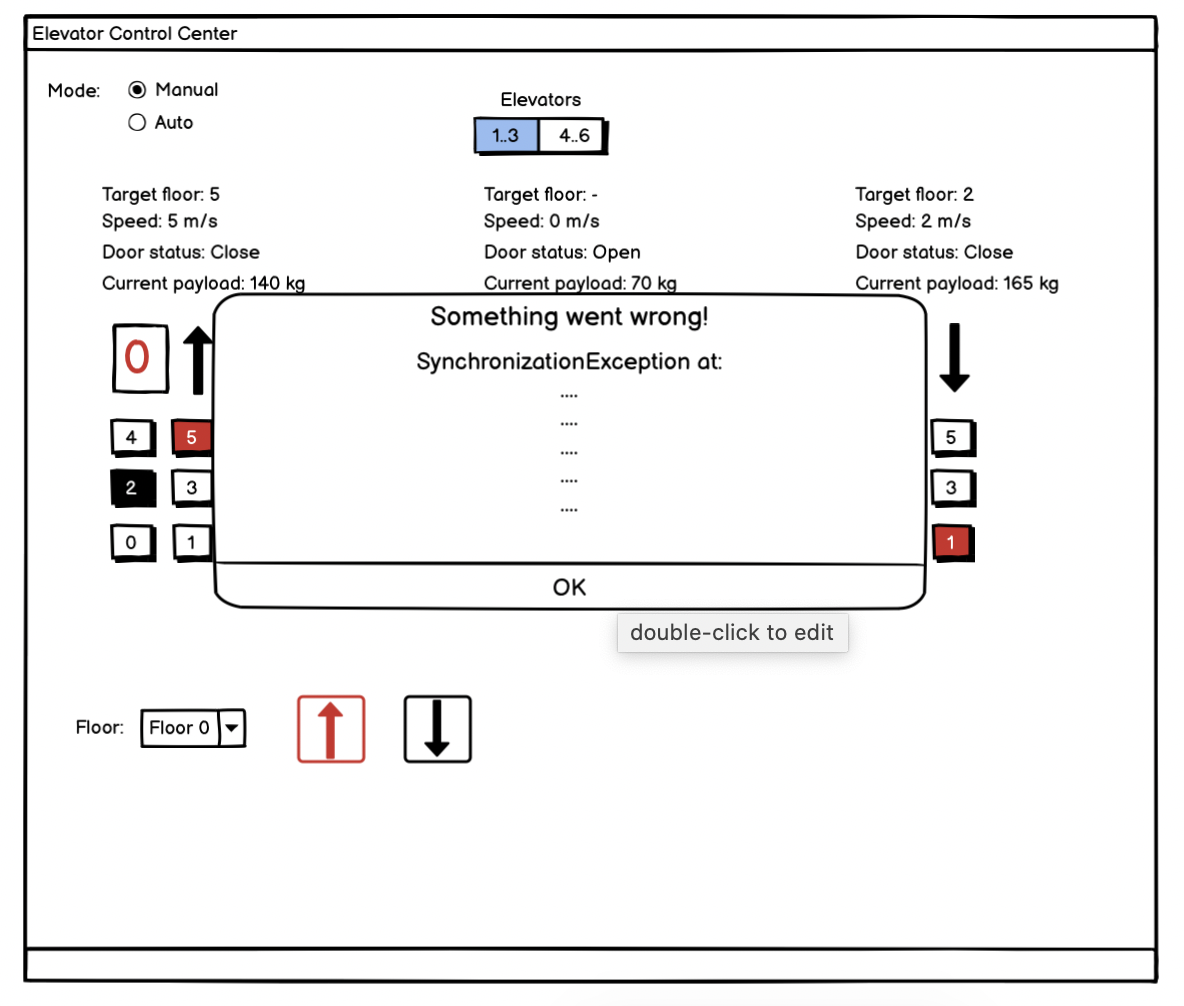 Elevator Control Center
Mode:
Manual
Auto
Elevators
1..3 4..6
Target floor: 5
Speed: 5 m/s
Door status: Close
Current payload: 140 kg
Target floor: -
Speed: 0 m/s
Door status: Open
Current payload: 70 kg
Target floor: 2
Speed: 2 m/s
Door status: Close
Current payload: 165 kg
0
4 5
2 3
0 1
Something went wrong!
SynchronizationException at:
....
....
....
....
....
OK
5
3
1
double-click to edit
Floor: Floor 0